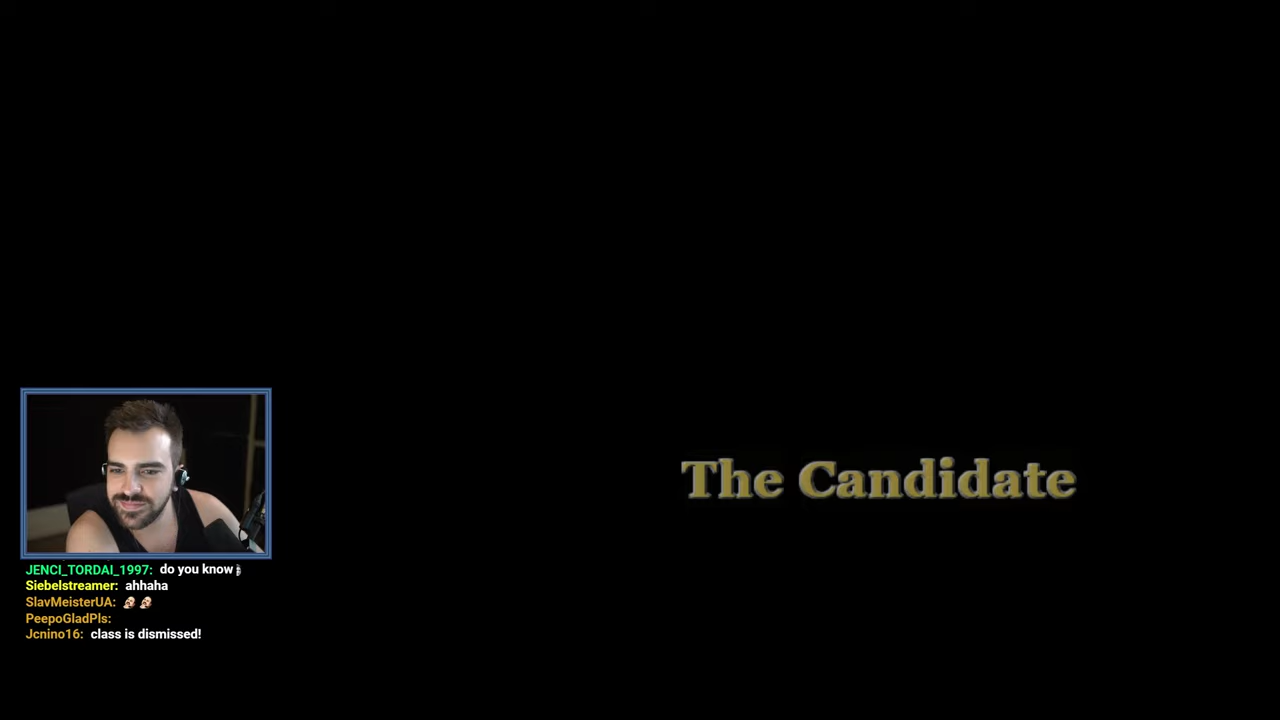 The Candidate
JENCI_TORDAI_1997: do you know
Siebelstreamer: ahhaha
SlavMeisterUA:
PeepoGladPls:
Jcnino16: class is dismissed!